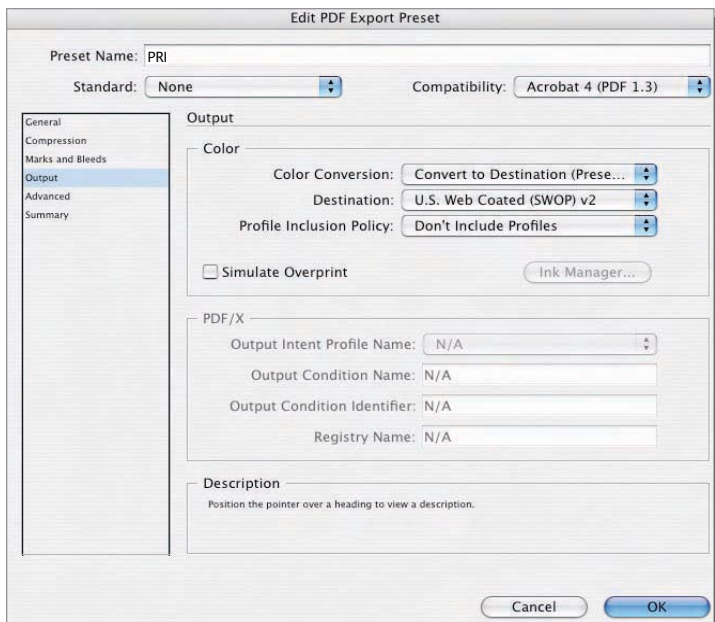 Edit PDF Export Preset
Preset Name: PRI
Standard: None Compatibility: Acrobat 4 (PDF 1.3)
General
Compression
Marks and Bleeds
Output
Advanced
Summary
Output
Color
Color Conversion: Convert to Destination (Prese...
Destination: U.S. Web Coated (SWOP) v2
Profile Inclusion Policy: Don't Include Profiles
Simulate Overprint Ink Manager...
PDF/X
Output Intent Profile Name: N/A
Output Condition Name: N/A
Output Condition Identifier: N/A
Registry Name: N/A
Description
Position the pointer over a heading to view a description.
Cancel OK